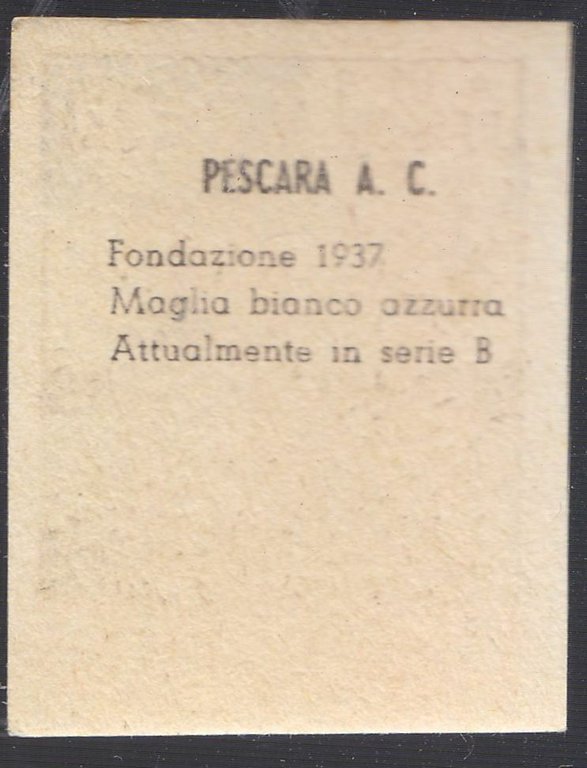 PESCARA A. C.
Fondazione 1937
Maglia bianco azzurra
Attualmente in serie B